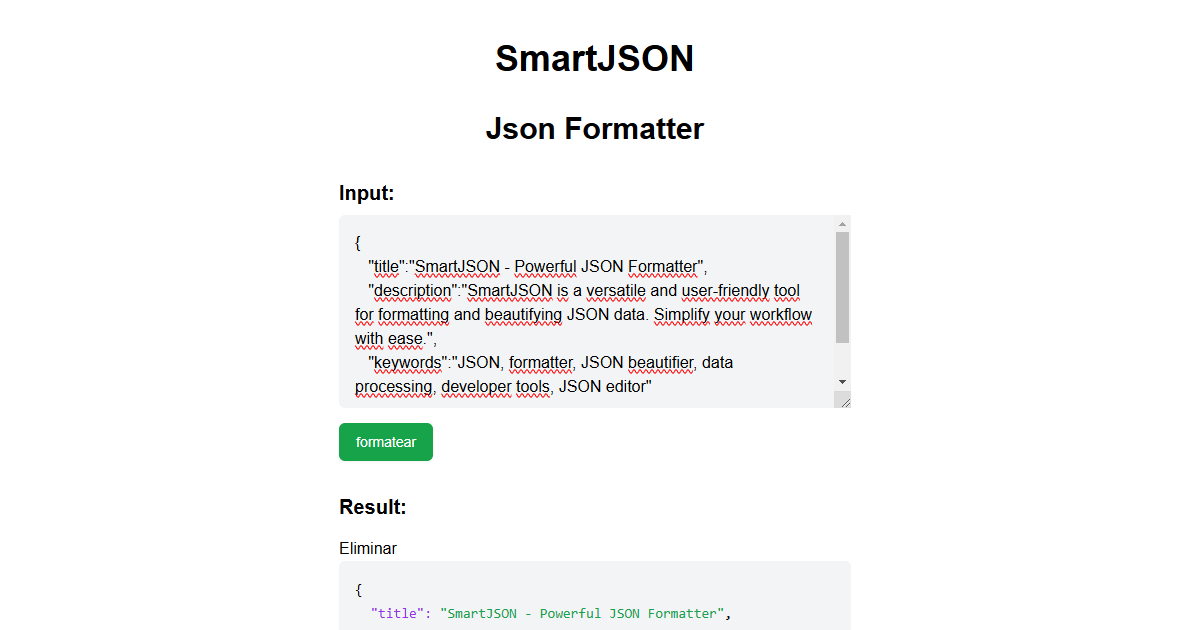 SmartJSON
Json Formatter
Input:
{
"title":"SmartJSON - Powerful JSON Formatter",
"description":"SmartJSON is a versatile and user-friendly tool
for formatting and beautifying JSON data. Simplify your workflow
with ease.",
"keywords":"JSON, formatter, JSON beautifier, data
processing, developer tools, JSON editor"
formatear
Result:
Eliminar
{
"title": "SmartJSON - Powerful JSON Formatter",